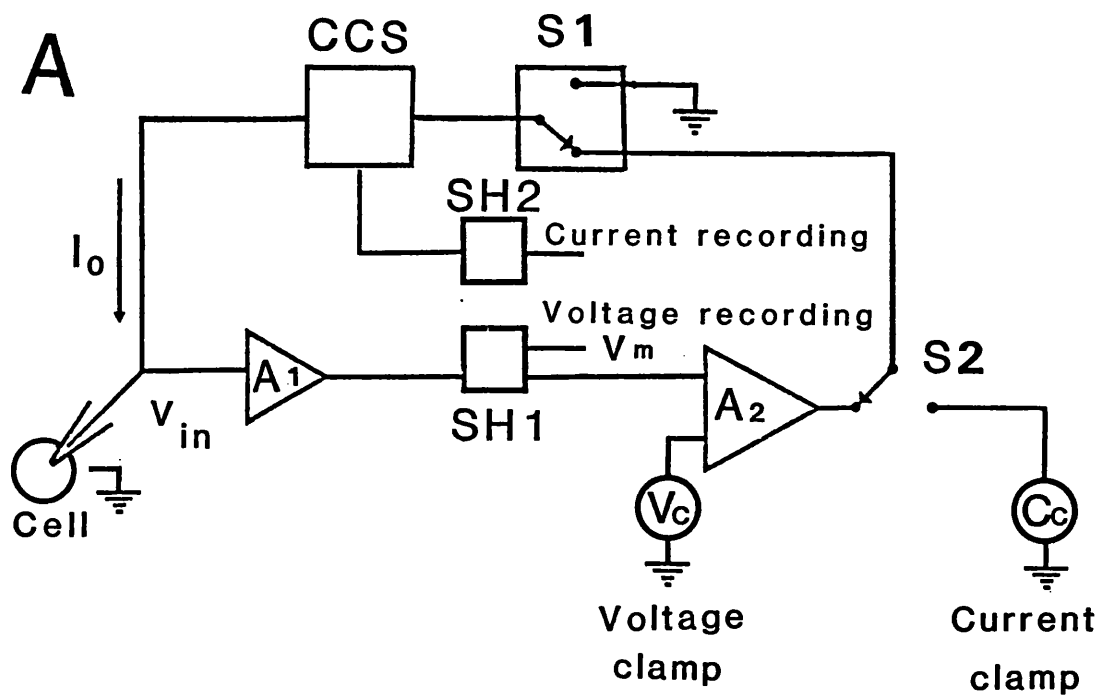 A
CCS
S1
SH2
Current recording
I0
Voltage recording
Vm
S2
A1
A2
Vin
SH1
Cell
Vc
Cc
Voltage
clamp
Current
clamp